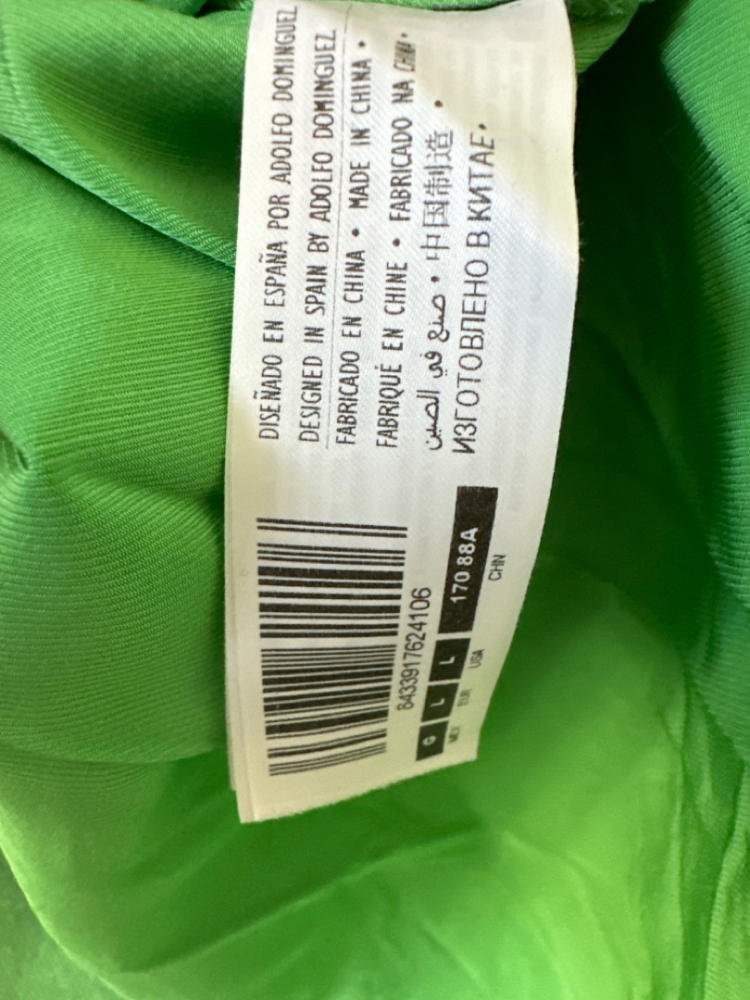 DISEÑADO EN ESPAÑA POR ADOLFO DOMINGUEZ
DESIGNED IN SPAIN BY ADOLFO DOMINGUEZ
FABRICADO EN CHINA • MADE IN CHINA •
FABRIQUÉ EN CHINE • FABRICADO NA CHINA •
صنع في الصين • 中国制造 •
ИЗГОТОВЛЕНО В КИТАЕ•
8433917624106
G L L 170 88A
MEX EUR USA CHN